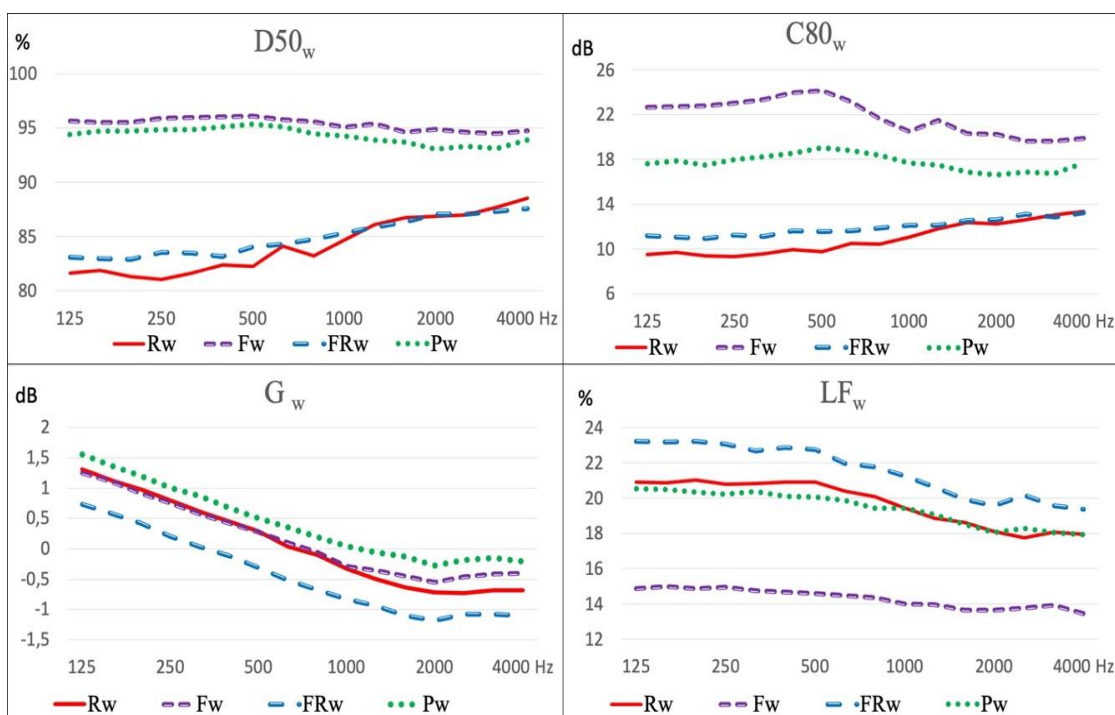 D50w
%
100
95
90
85
80
125 250 500 1000 2000 4000 Hz
Rw Fw FRw Pw
C80w
dB
26
22
18
14
10
6
125 250 500 1000 2000 4000 Hz
Rw Fw FRw Pw
G w
dB
2
1,5
1
0,5
0
-0,5
-1
-1,5
125 250 500 1000 2000 4000 Hz
Rw Fw FRw Pw
LFw
%
24
22
20
18
16
14
12
125 250 500 1000 2000 4000 Hz
Rw Fw FRw Pw